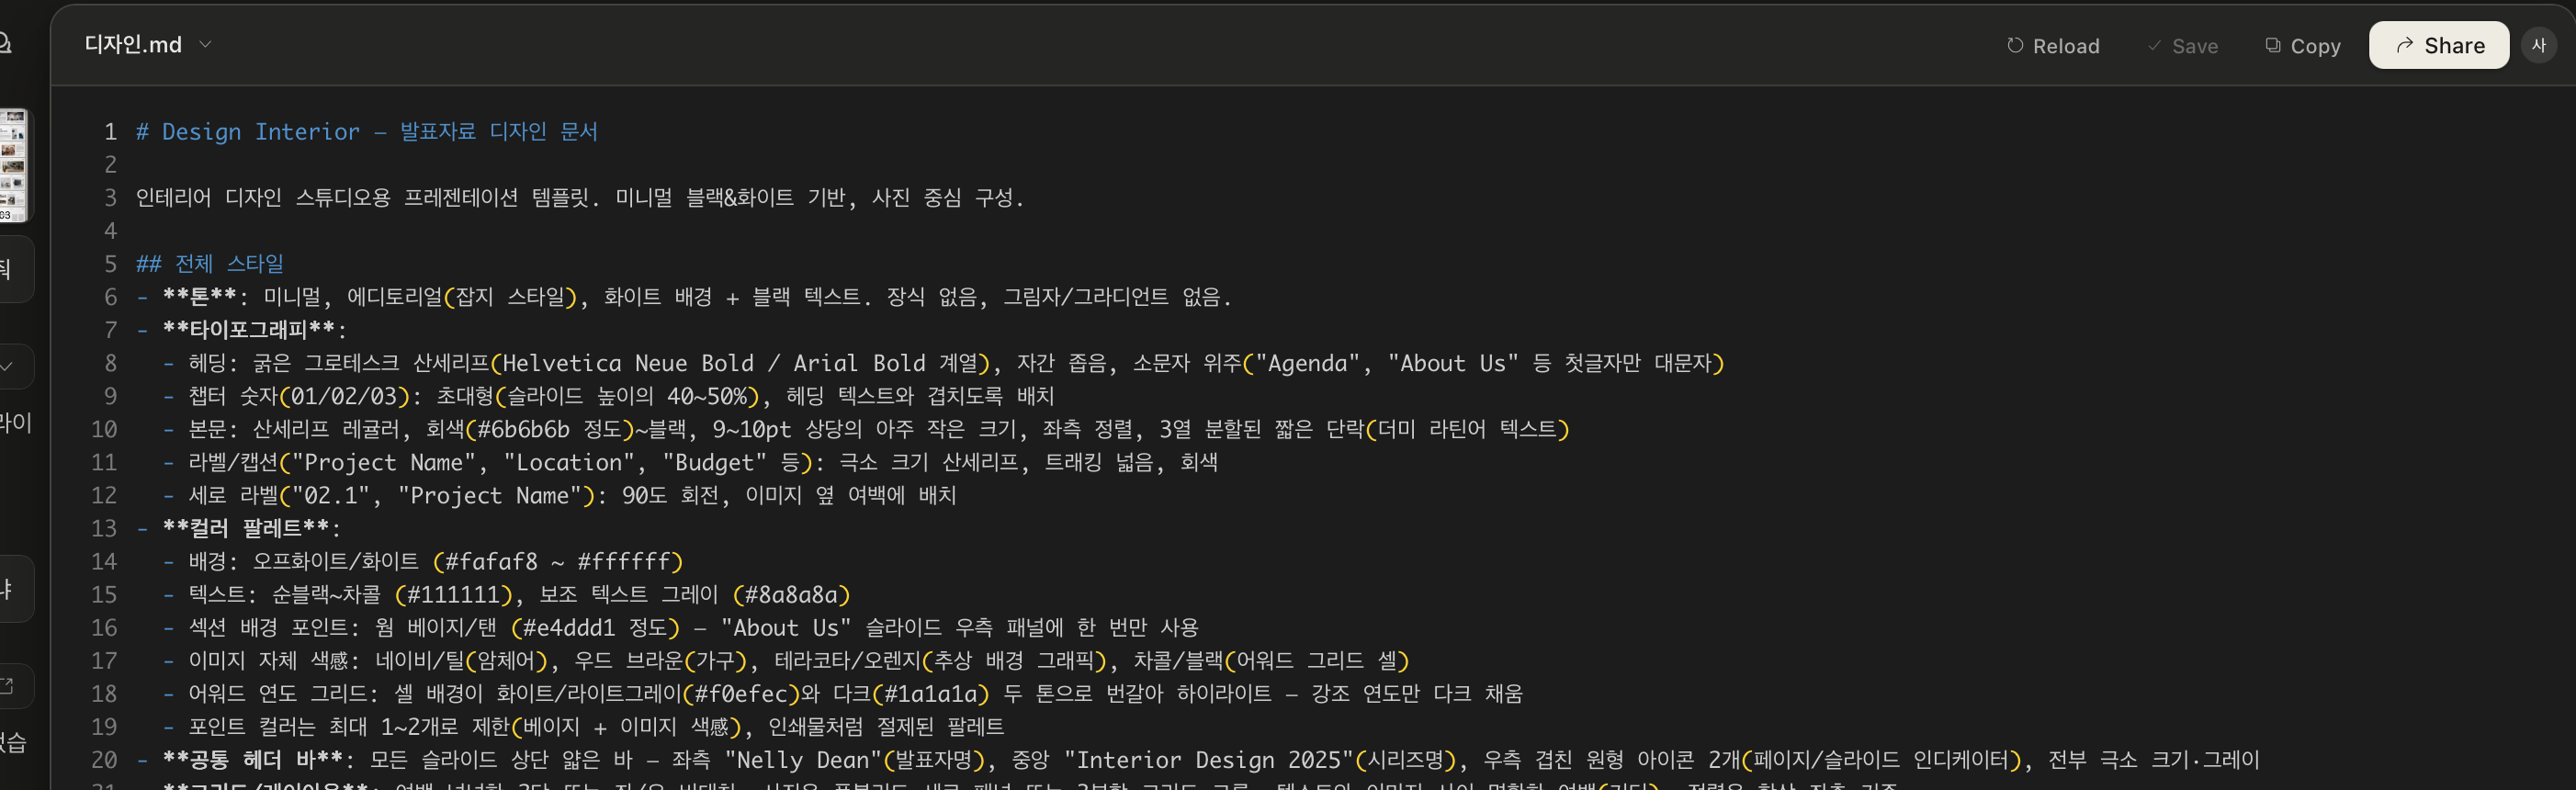 디자인.md
Reload
Save
Copy
Share
사
03
줘
라이
냐
습
1 # Design Interior — 발표자료 디자인 문서
2
3 인테리어 디자인 스튜디오용 프레젠테이션 템플릿. 미니멀 블랙&화이트 기반, 사진 중심 구성.
4
5 ## 전체 스타일
6 - **톤**: 미니멀, 에디토리얼(잡지 스타일), 화이트 배경 + 블랙 텍스트. 장식 없음, 그림자/그라디언트 없음.
7 - **타이포그래피**:
8 - 헤딩: 굵은 그로테스크 산세리프(Helvetica Neue Bold / Arial Bold 계열), 자간 좁음, 소문자 위주("Agenda", "About Us" 등 첫글자만 대문자)
9 - 챕터 숫자(01/02/03): 초대형(슬라이드 높이의 40~50%), 헤딩 텍스트와 겹치도록 배치
10 - 본문: 산세리프 레귤러, 회색(#6b6b6b 정도)~블랙, 9~10pt 상당의 아주 작은 크기, 좌측 정렬, 3열 분할된 짧은 단락(더미 라틴어 텍스트)
11 - 라벨/캡션("Project Name", "Location", "Budget" 등): 극소 크기 산세리프, 트래킹 넓음, 회색
12 - 세로 라벨("02.1", "Project Name"): 90도 회전, 이미지 옆 여백에 배치
13 - **컬러 팔레트**:
14 - 배경: 오프화이트/화이트 (#fafaf8 ~ #ffffff)
15 - 텍스트: 순블랙~차콜 (#111111), 보조 텍스트 그레이 (#8a8a8a)
16 - 섹션 배경 포인트: 웜 베이지/탠 (#e4ddd1 정도) — "About Us" 슬라이드 우측 패널에 한 번만 사용
17 - 이미지 자체 색感: 네이비/틸(암체어), 우드 브라운(가구), 테라코타/오렌지(추상 배경 그래픽), 차콜/블랙(어워드 그리드 셀)
18 - 어워드 연도 그리드: 셀 배경이 화이트/라이트그레이(#f0efec)와 다크(#1a1a1a) 두 톤으로 번갈아 하이라이트 — 강조 연도만 다크 채움
19 - 포인트 컬러는 최대 1~2개로 제한(베이지 + 이미지 색感), 인쇄물처럼 절제된 팔레트
20 - **공통 헤더 바**: 모든 슬라이드 상단 얇은 바 — 좌측 "Nelly Dean"(발표자명), 중앙 "Interior Design 2025"(시리즈명), 우측 겹친 원형 아이콘 2개(페이지/슬라이드 인디케이터), 전부 극소 크기·그레이